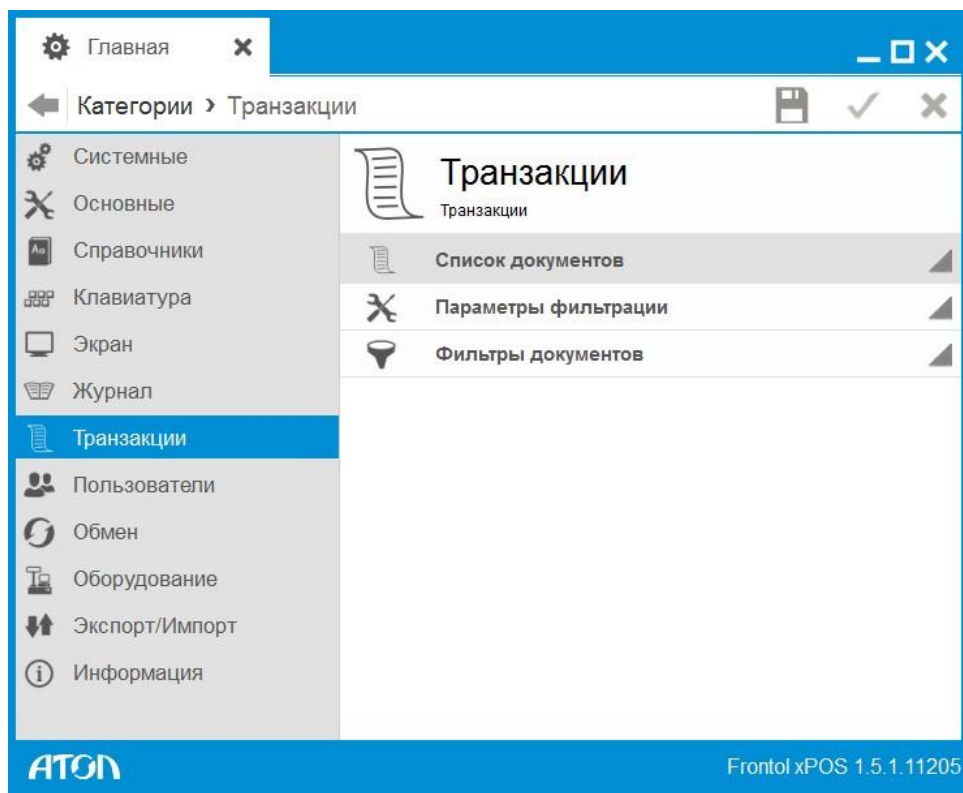 Главная
Категории › Транзакции
Системные
Основные
Справочники
Клавиатура
Экран
Журнал
Транзакции
Пользователи
Обмен
Оборудование
Экспорт/Импорт
Информация
Транзакции
Транзакции
Список документов
Параметры фильтрации
Фильтры документов
АТОЛ
Frontol xPOS 1.5.1.11205